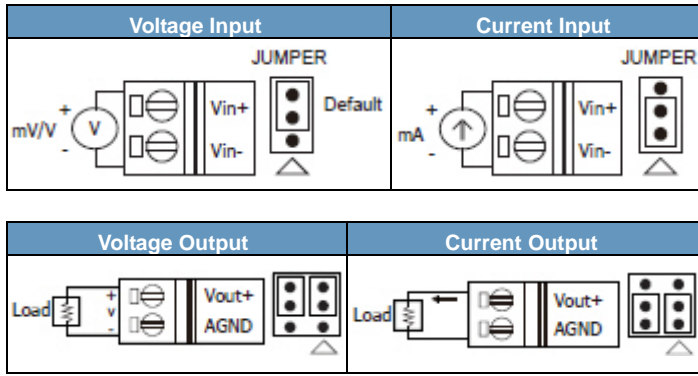 Voltage Input
Current Input
JUMPER
JUMPER
mV/V
+
-
V
Vin+
Vin-
Default
mA
+
-
Vin+
Vin-
Voltage Output
Current Output
Load
+
v
-
Vout+
AGND
Load
Vout+
AGND